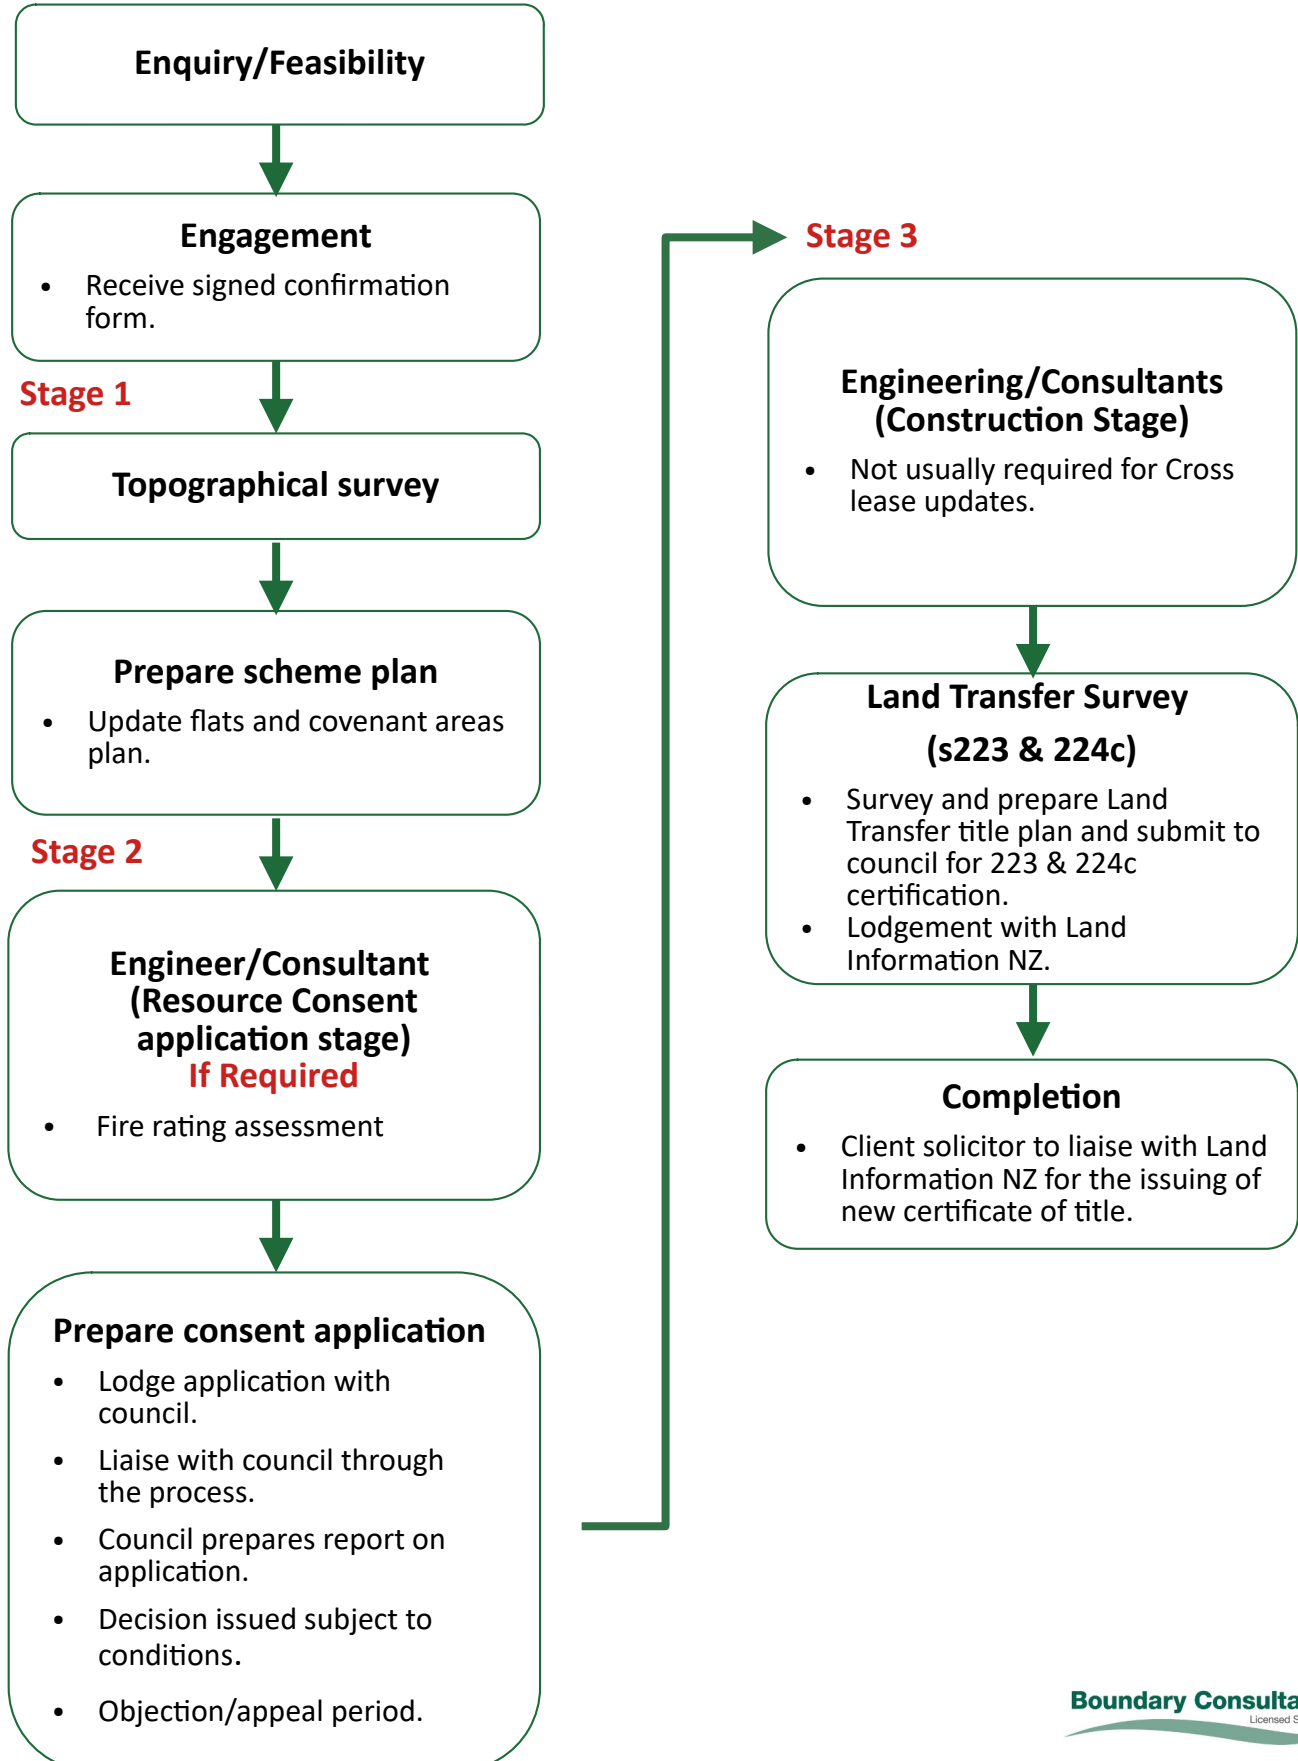 Enquiry/Feasibility
Engagement
• Receive signed confirmation
form.
Stage 1
Topographical survey
Prepare scheme plan
• Update flats and covenant areas
plan.
Stage 2
Engineer/Consultant
(Resource Consent
application stage)
If Required
• Fire rating assessment
Prepare consent application
• Lodge application with
council.
• Liaise with council through
the process.
• Council prepares report on
application.
• Decision issued subject to
conditions.
• Objection/appeal period.
Stage 3
Engineering/Consultants
(Construction Stage)
• Not usually required for Cross
lease updates.
Land Transfer Survey
(s223 & 224c)
• Survey and prepare Land
Transfer title plan and submit to
council for 223 & 224c
certification.
• Lodgement with Land
Information NZ.
Completion
• Client solicitor to liaise with Land
Information NZ for the issuing of
new certificate of title.
Boundary Consulta
Licensed S